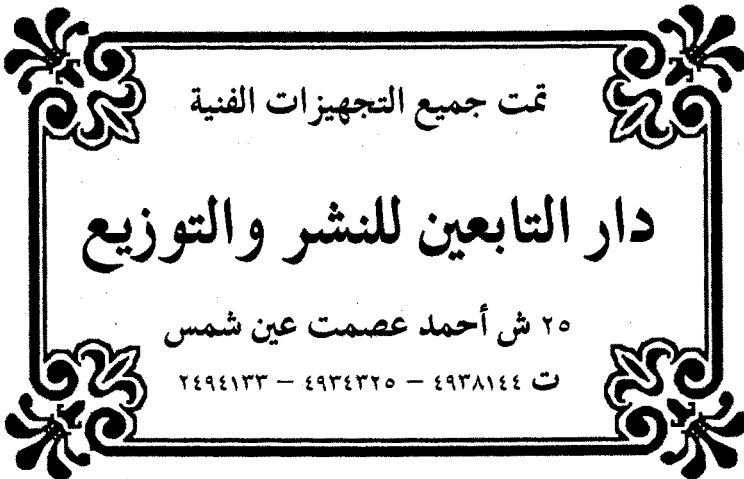 تمت جميع التجهيزات الفنية
دار التابعين للنشر والتوزيع
٢٥ ش أحمد عصمت عين شمس
ت ٤٩٣٨١٤٤ – ٤٩٣٤٣٢٥ – ٢٤٩٤١٣٣